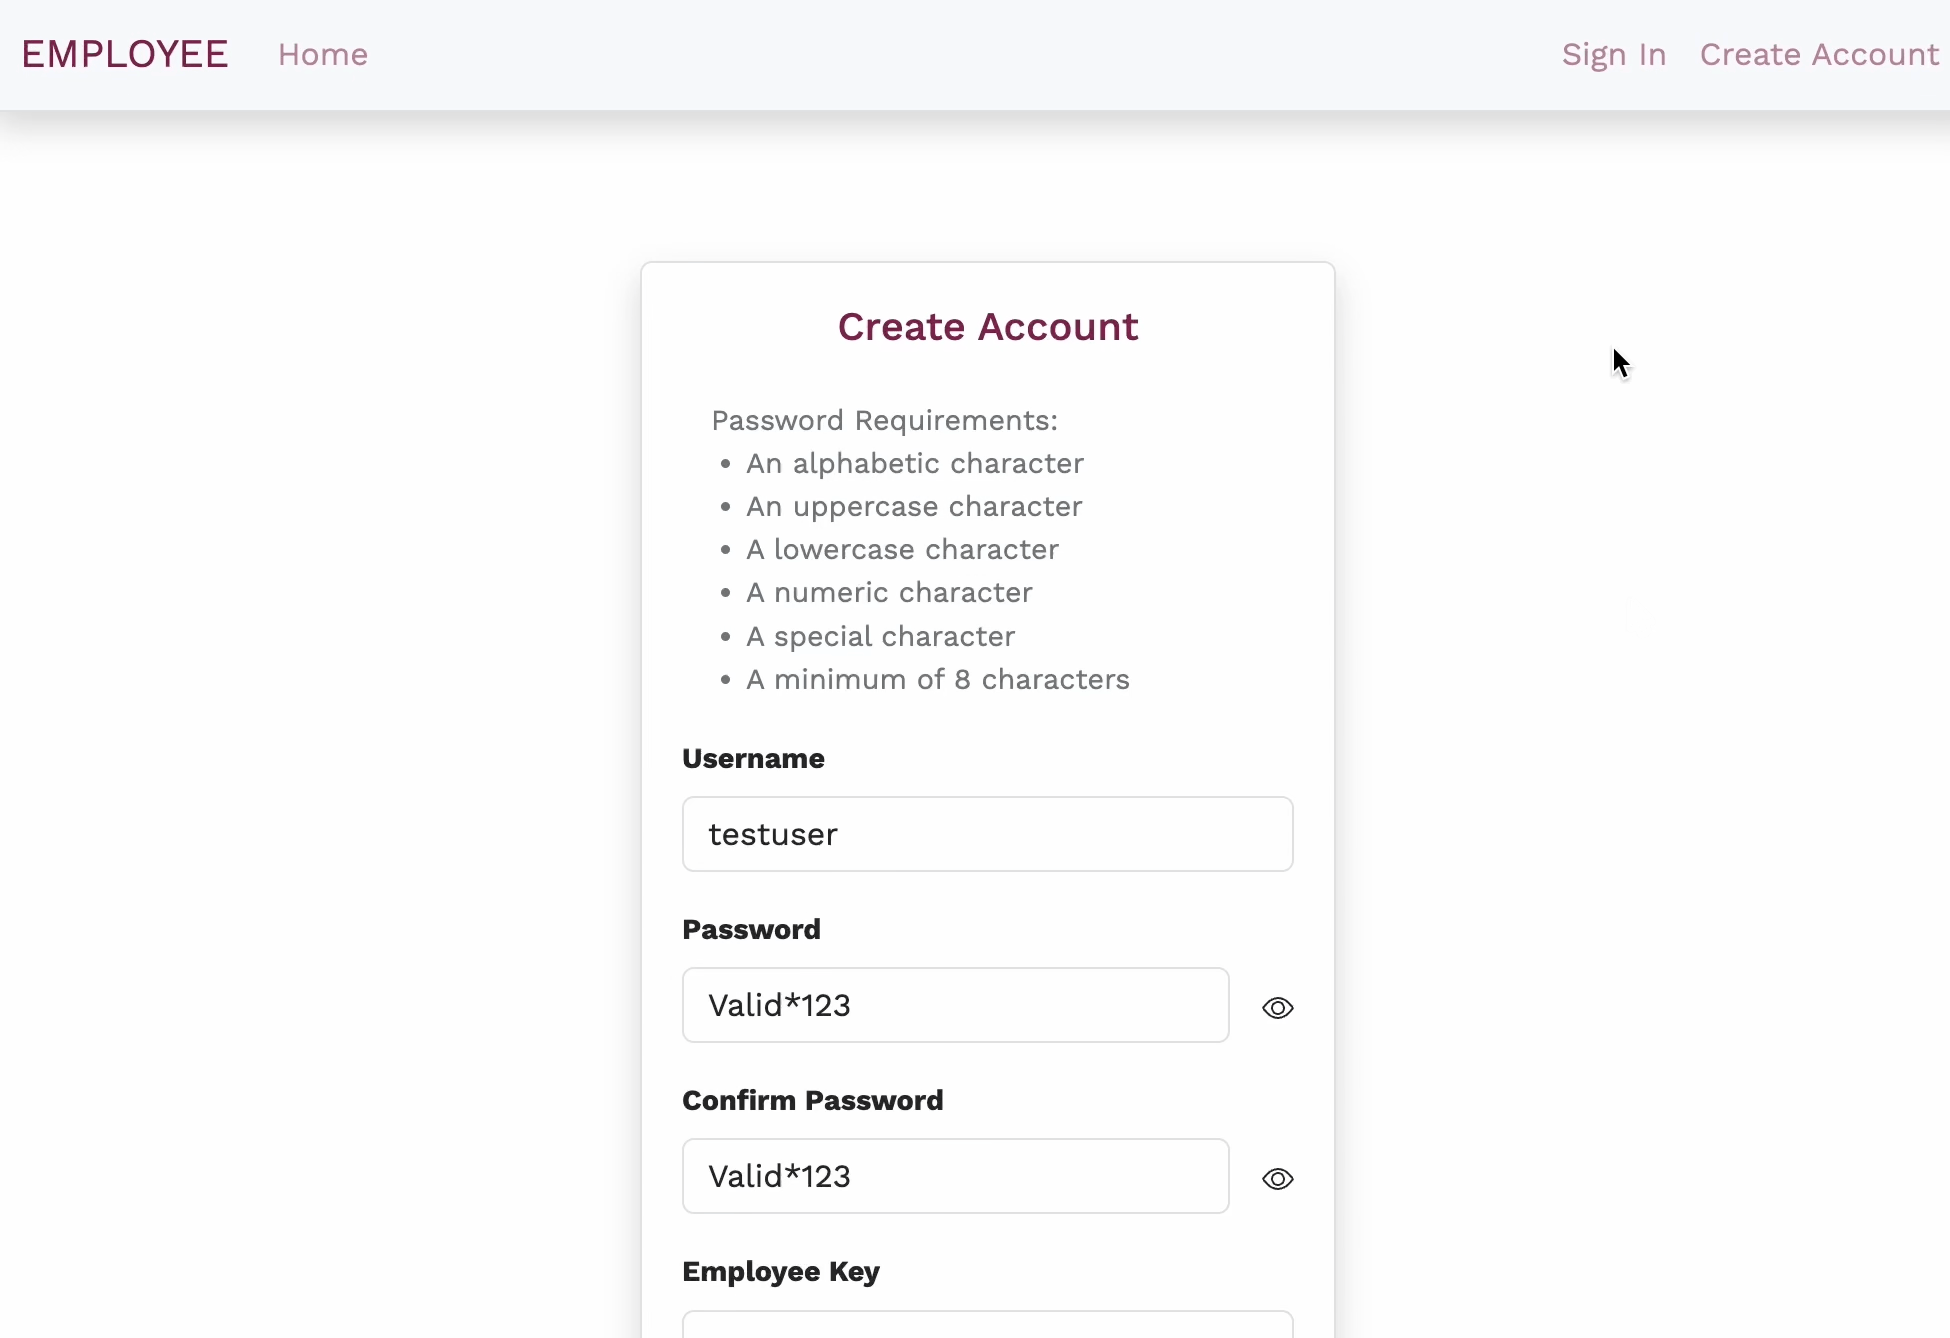 EMPLOYEE Home Sign In Create Account
Create Account
Password Requirements:
• An alphabetic character
• An uppercase character
• A lowercase character
• A numeric character
• A special character
• A minimum of 8 characters
Username
testuser
Password
Valid*123
Confirm Password
Valid*123
Employee Key